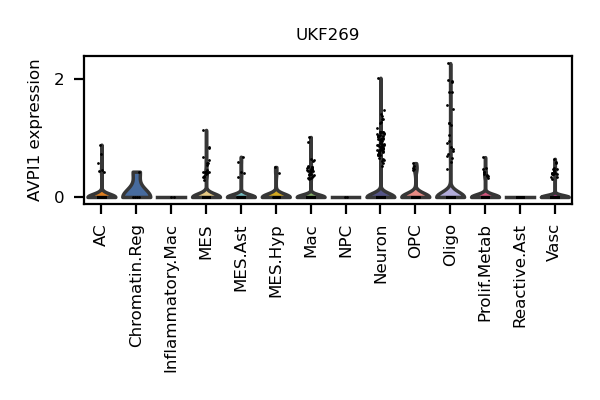 UKF269
AVPI1 expression
2
0
AC
Chromatin.Reg
Inflammatory.Mac
MES
MES.Ast
MES.Hyp
Mac
NPC
Neuron
OPC
Oligo
Prolif.Metab
Reactive.Ast
Vasc